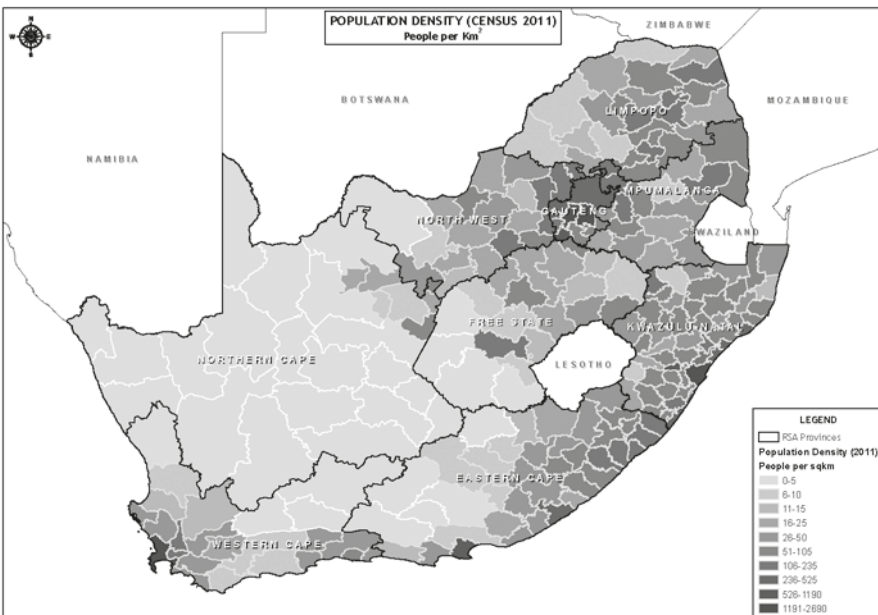 POPULATION DENSITY (CENSUS 2011)
People per Km²
N
W E
S
ZIMBABWE
BOTSWANA
MOZAMBIQUE
NAMIBIA
LIMPOPO
MPUMALANGA
NORTH WEST
GAUTENG
WAZILAND
FREE STATE
KWAZULU-NATAL
NORTHERN CAPE
LESOTHO
EASTERN CAPE
WESTERN CAPE
LEGEND
RSA Provinces
Population Density (2011)
People per sqkm
0-5
6-10
11-15
16-25
26-50
51-105
106-235
236-525
526-1190
1191-2690